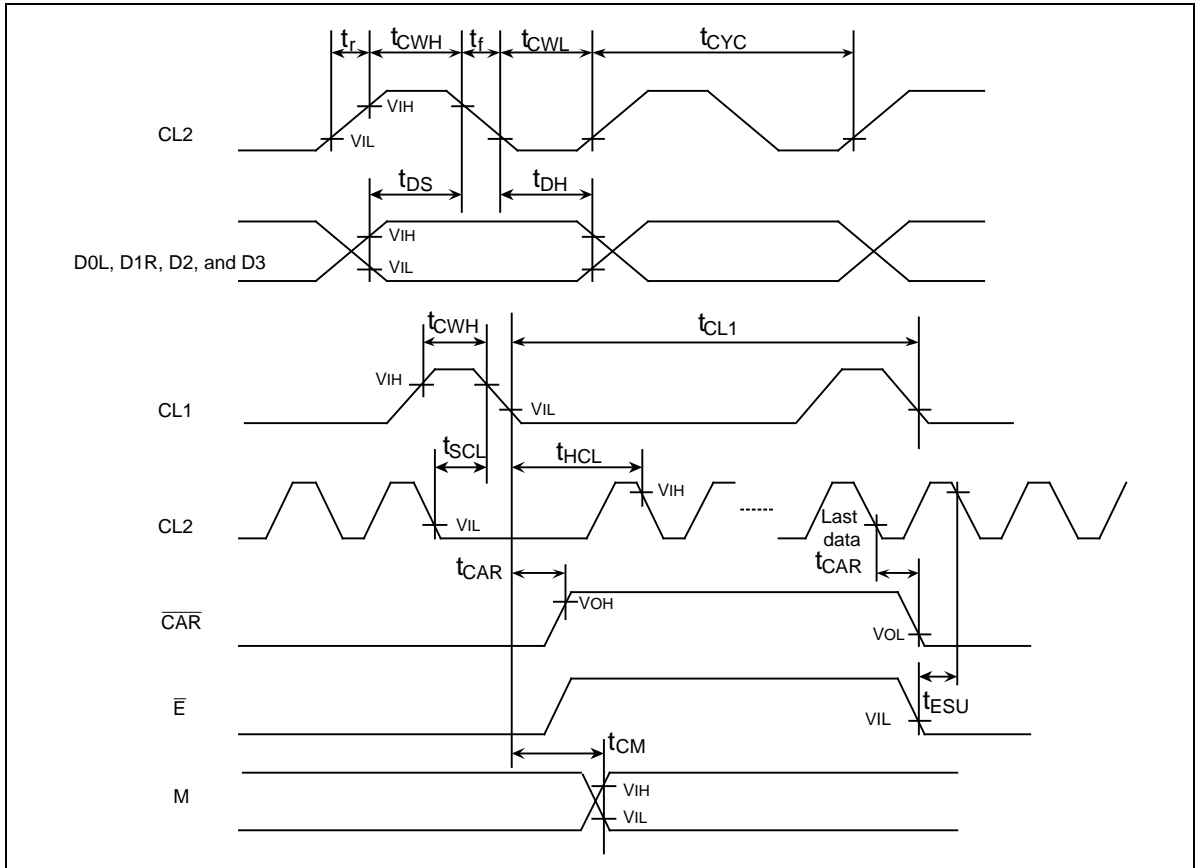 tr tCWH tf tCWL tCYC
VIH
CL2
VIL
tDS tDH
VIH
D0L, D1R, D2, and D3
VIL
tCWH tCL1
VIH
CL1
VIL
tSCL tHCL
VIH
CL2
VIL
Last
data
tCAR tCAR
CAR
VOH
VOL
E
VIL
tESU
tCM
M
VIH
VIL